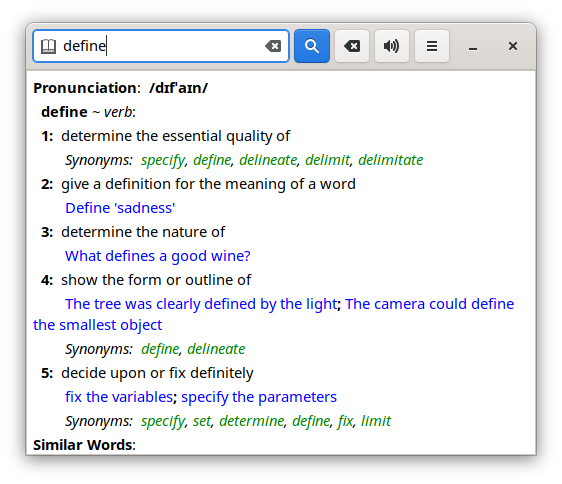 define
Pronunciation: /dɪfˈaɪn/
define ~ verb:
1: determine the essential quality of
Synonyms: specify, define, delineate, delimit, delimitate
2: give a definition for the meaning of a word
Define 'sadness'
3: determine the nature of
What defines a good wine?
4: show the form or outline of
The tree was clearly defined by the light; The camera could define
the smallest object
Synonyms: define, delineate
5: decide upon or fix definitely
fix the variables; specify the parameters
Synonyms: specify, set, determine, define, fix, limit
Similar Words: